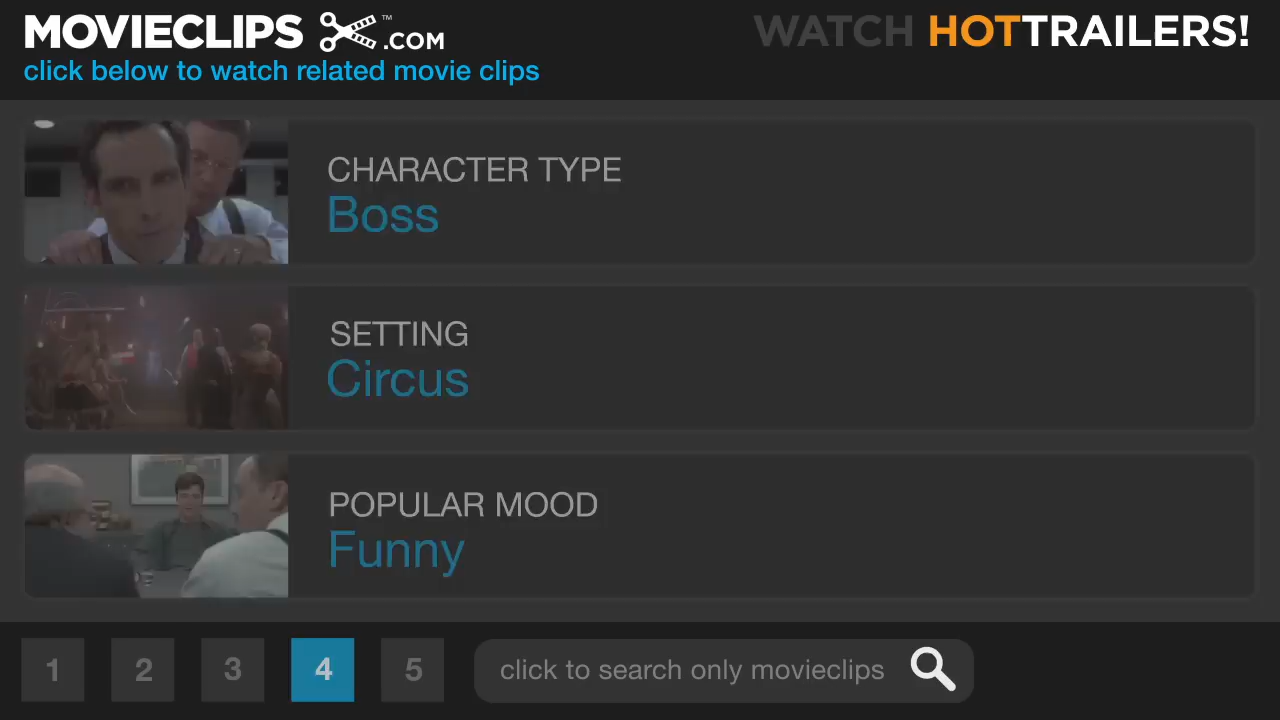 MOVIECLIPS ™ .COM
WATCH HOTTRAILERS!
click below to watch related movie clips
CHARACTER TYPE
Boss
SETTING
Circus
POPULAR MOOD
Funny
1 2 3 4 5 click to search only movieclips